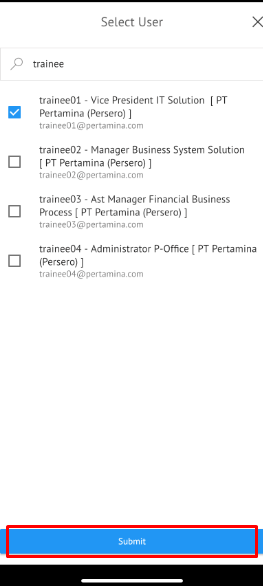 Select User
trainee
trainee01 - Vice President IT Solution [ PT
Pertamina (Persero) ]
trainee01@pertamina.com
trainee02 - Manager Business System Solution
[ PT Pertamina (Persero) ]
trainee02@pertamina.com
trainee03 - Ast Manager Financial Business
Process [ PT Pertamina (Persero) ]
trainee03@pertamina.com
trainee04 - Administrator P-Office [ PT Pertamina
(Persero) ]
trainee04@pertamina.com
Submit